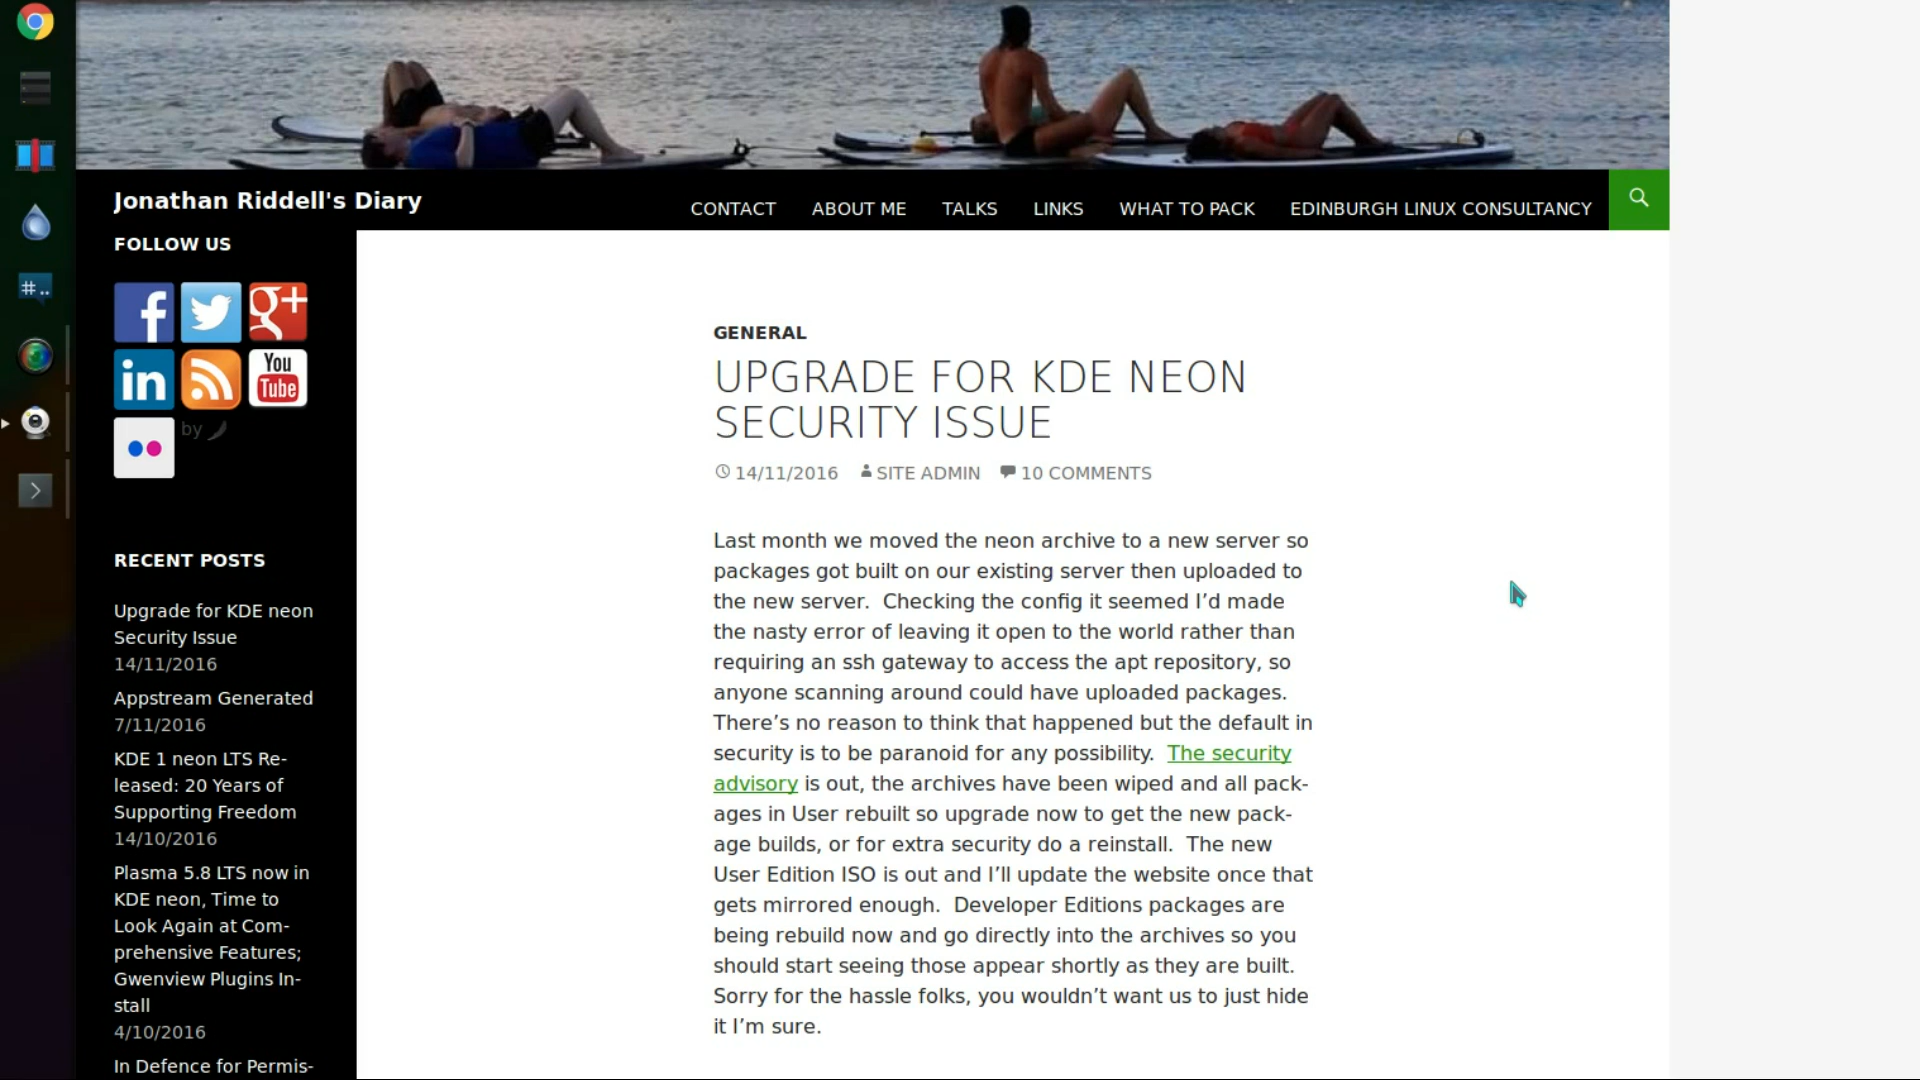 Jonathan Riddell's Diary
CONTACT ABOUT ME TALKS LINKS WHAT TO PACK EDINBURGH LINUX CONSULTANCY
FOLLOW US
f
g+
in
You
Tube
by
#..
RECENT POSTS
Upgrade for KDE neon
Security Issue
14/11/2016
Appstream Generated
7/11/2016
KDE 1 neon LTS Re-
leased: 20 Years of
Supporting Freedom
14/10/2016
Plasma 5.8 LTS now in
KDE neon, Time to
Look Again at Com-
prehensive Features;
Gwenview Plugins In-
stall
4/10/2016
In Defence for Permis-
GENERAL
UPGRADE FOR KDE NEON
SECURITY ISSUE
14/11/2016 SITE ADMIN 10 COMMENTS
Last month we moved the neon archive to a new server so
packages got built on our existing server then uploaded to
the new server.  Checking the config it seemed I’d made
the nasty error of leaving it open to the world rather than
requiring an ssh gateway to access the apt repository, so
anyone scanning around could have uploaded packages.
There’s no reason to think that happened but the default in
security is to be paranoid for any possibility.  The security
advisory is out, the archives have been wiped and all pack-
ages in User rebuilt so upgrade now to get the new pack-
age builds, or for extra security do a reinstall.  The new
User Edition ISO is out and I’ll update the website once that
gets mirrored enough.  Developer Editions packages are
being rebuild now and go directly into the archives so you
should start seeing those appear shortly as they are built.
Sorry for the hassle folks, you wouldn’t want us to just hide
it I’m sure.